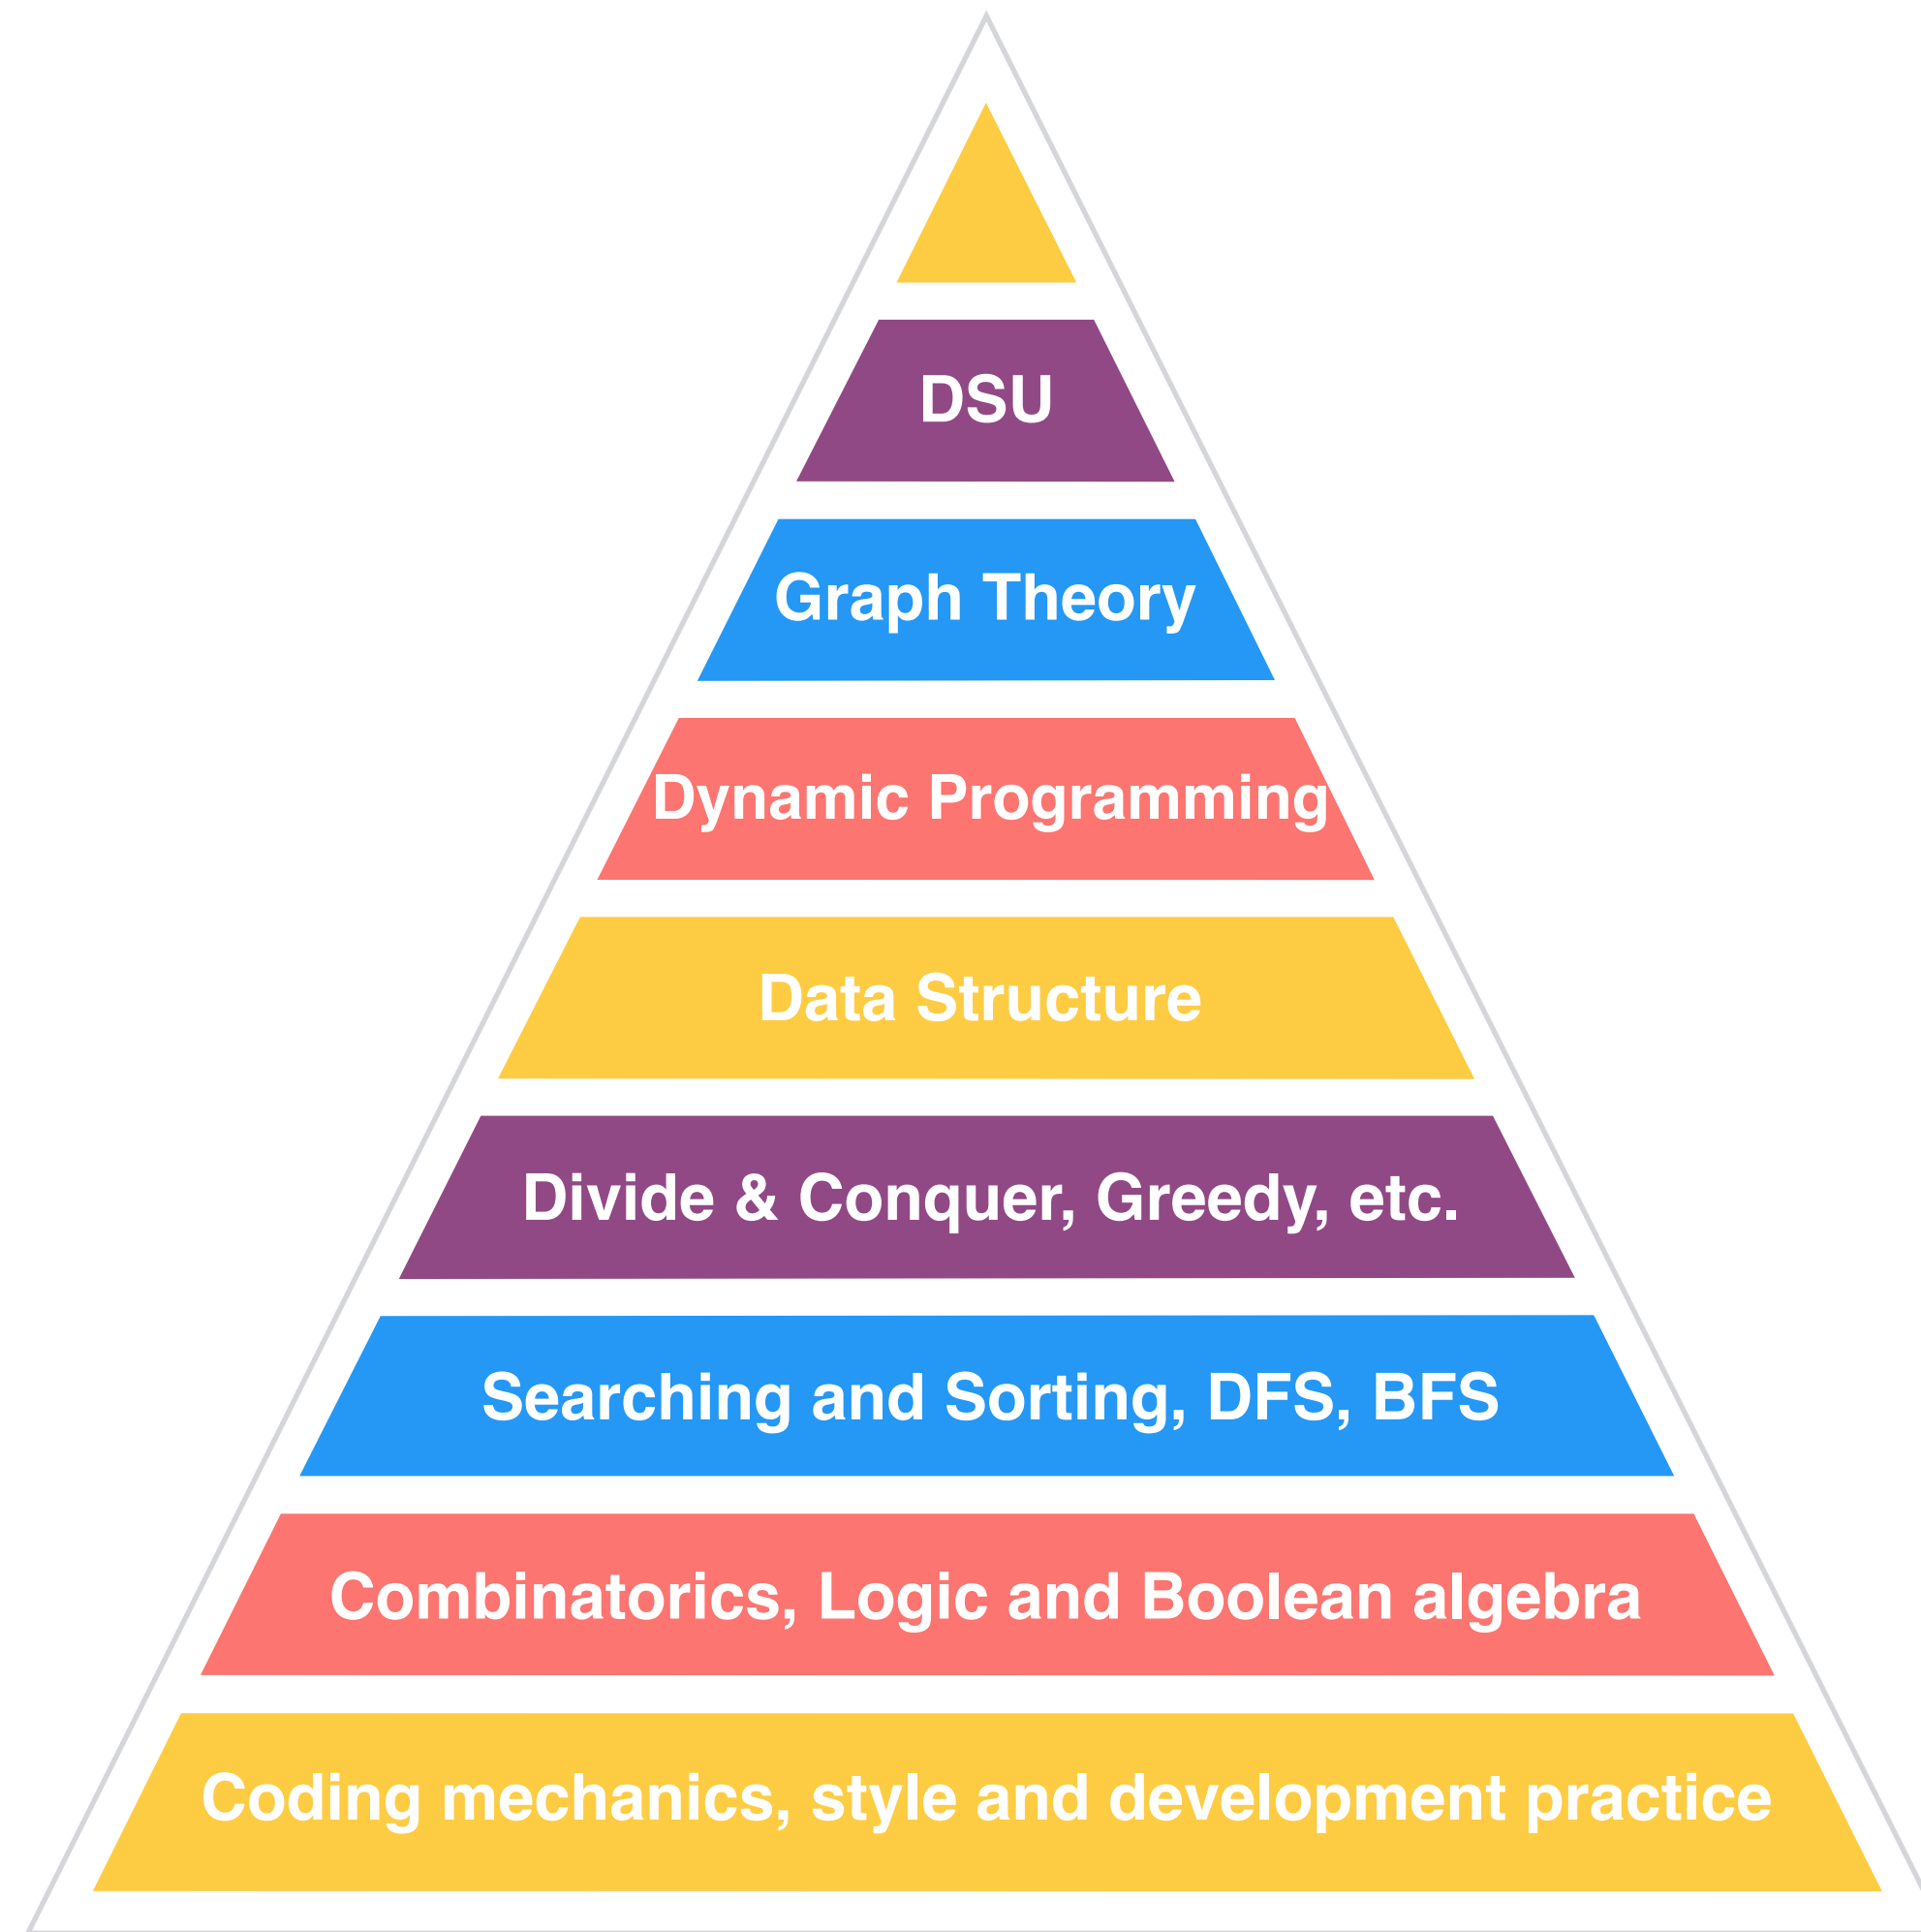 DSU
Graph Theory
Dynamic Programming
Data Structure
Divide & Conquer, Greedy, etc.
Searching and Sorting, DFS, BFS
Combinatorics, Logic and Boolean algebra
Coding mechanics, style and development practice